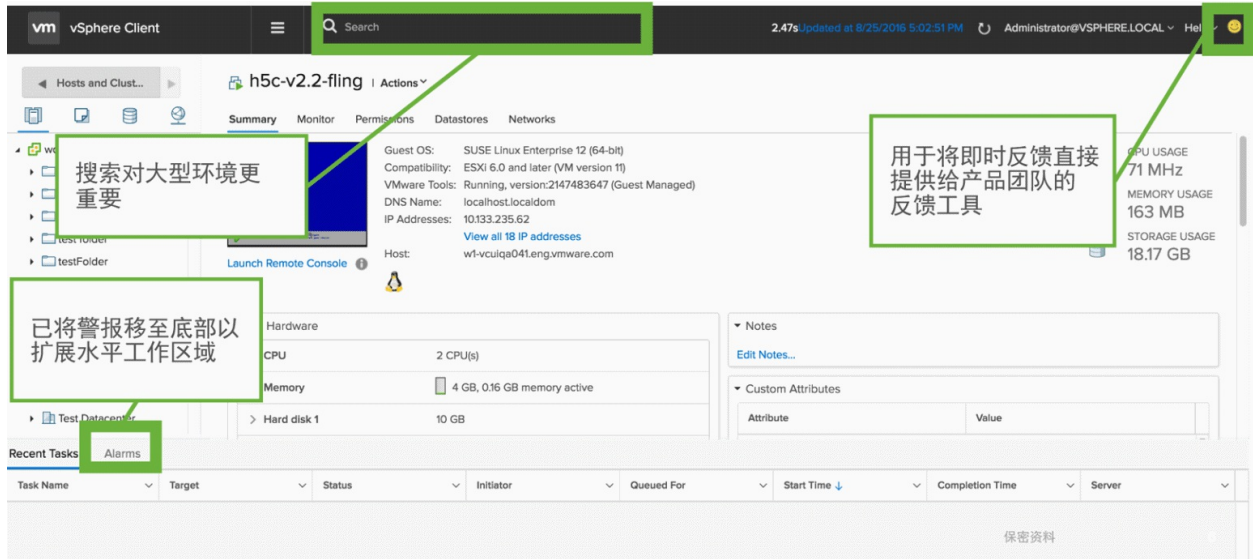 vm vSphere Client
Search
2.47s Updated at 8/25/2016 5:02:51 PM
Administrator@VSPHERE.LOCAL
Hosts and Clust...
h5c-v2.2-fling | Actions
Summary Monitor Permissions Datastores Networks
搜索对大型环境更
重要
test folder
testFolder
Guest OS: SUSE Linux Enterprise 12 (64-bit)
Compatibility: ESXi 6.0 and later (VM version 11)
VMware Tools: Running, version:2147483647 (Guest Managed)
DNS Name: localhost.localdom
IP Addresses: 10.133.235.62
View all 18 IP addresses
Host: w1-vculqa041.eng.vmware.com
Launch Remote Console
用于将即时反馈直接
提供给产品团队的
反馈工具
CPU USAGE
71 MHz
MEMORY USAGE
163 MB
STORAGE USAGE
18.17 GB
已将警报移至底部以
扩展水平工作区域
Test Datacenter
Hardware
CPU 2 CPU(s)
Memory 4 GB, 0.16 GB memory active
Hard disk 1 10 GB
Notes
Edit Notes...
Custom Attributes
Attribute Value
Recent Tasks Alarms
Task Name Target Status Initiator Queued For Start Time Completion Time Server
保密资料